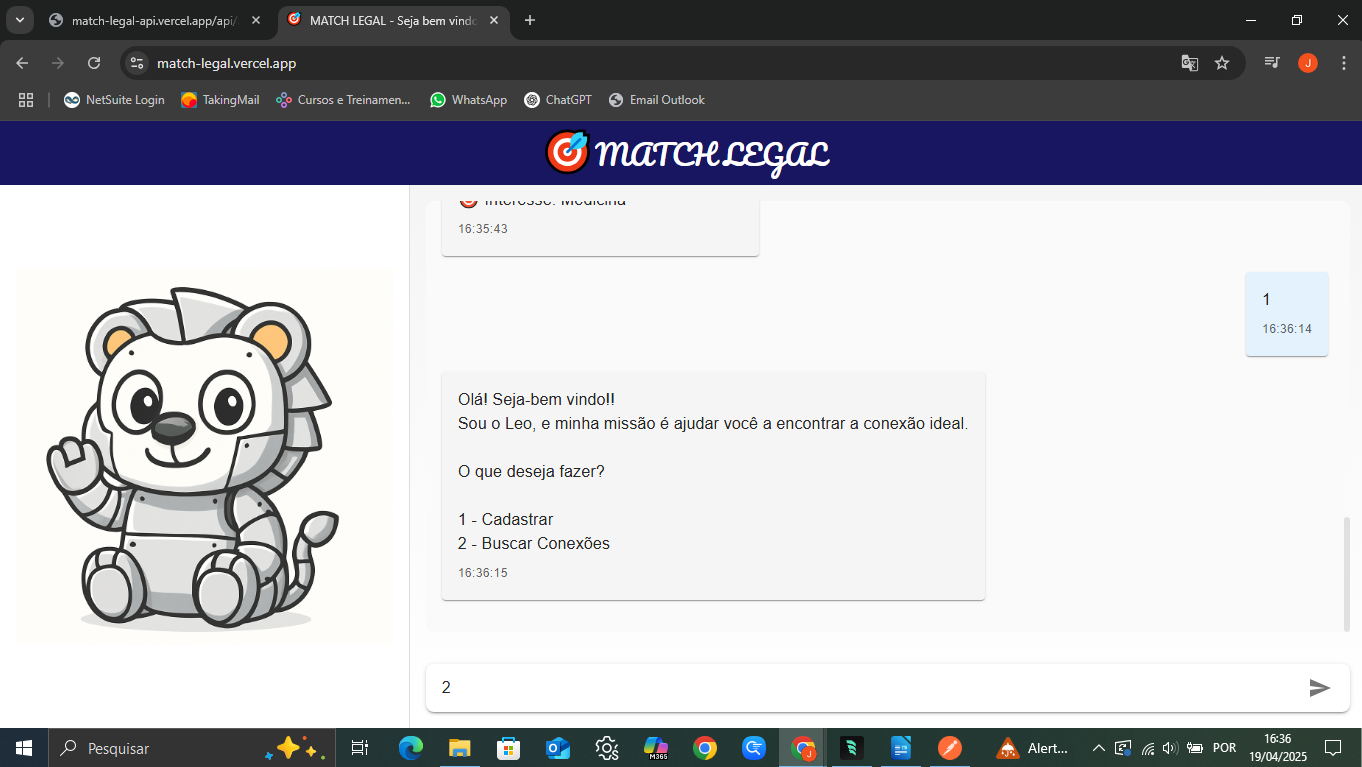 match-legal-api.vercel.app/api/
MATCH LEGAL - Seja bem vindo
match-legal.vercel.app
J
NetSuite Login
TakingMail
Cursos e Treinamen...
WhatsApp
ChatGPT
Email Outlook
MATCH LEGAL
Interesse: Medicina
16:35:43
1
16:36:14
Olá! Seja-bem vindo!!
Sou o Leo, e minha missão é ajudar você a encontrar a conexão ideal.
O que deseja fazer?
1 - Cadastrar
2 - Buscar Conexões
16:36:15
2
Pesquisar
M365
J
Alert...
POR
16:36
19/04/2025